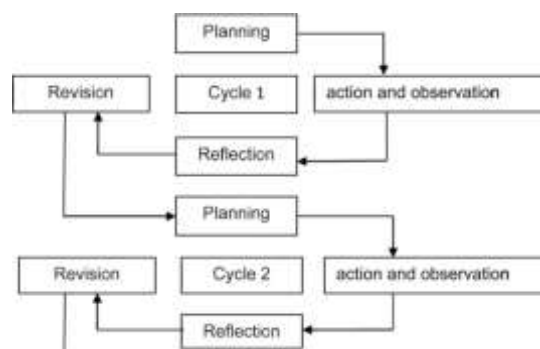 Planning
Revision
Cycle 1
action and observation
Reflection
Planning
Revision
Cycle 2
action and observation
Reflection